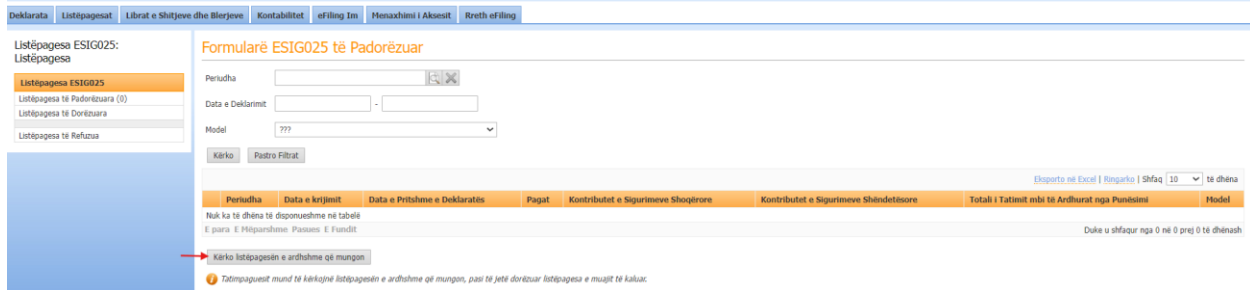 Deklarata Listëpagesat Librat e Shitjeve dhe Blerjeve Kontabilitet eFiling Im Menaxhimi i Aksesit Rreth eFiling
Listëpagesa ESIG025:
Listëpagesa
Listëpagesa ESIG025
Listëpagesa të Padorëzuara (0)
Listëpagesa të Dorëzuara
Listëpagesa të Refuzua
Formularë ESIG025 të Padorëzuar
Periudha
Data e Deklarimit -
Model ???
Kërko Pastro Filtrat
Eksporto në Excel | Ringarko | Shfaq 10 të dhëna
Periudha Data e krijimit Data e Pritshme e Deklaratës Pagat Kontributet e Sigurimeve Shoqërore Kontributet e Sigurimeve Shëndetësore Totali i Tatimit mbi të Ardhurat nga Punësimi Model
Nuk ka të dhëna të disponueshme në tabelë
E para E Mëparshme Pasues E Fundit Duke u shfaqur nga 0 në 0 prej 0 të dhënash
Kërko listëpagesën e ardhshme që mungon
Tatimpaguesit mund të kërkojnë listëpagesën e ardhshme që mungon, pasi të jetë dorëzuar listëpagesa e muajit të kaluar.